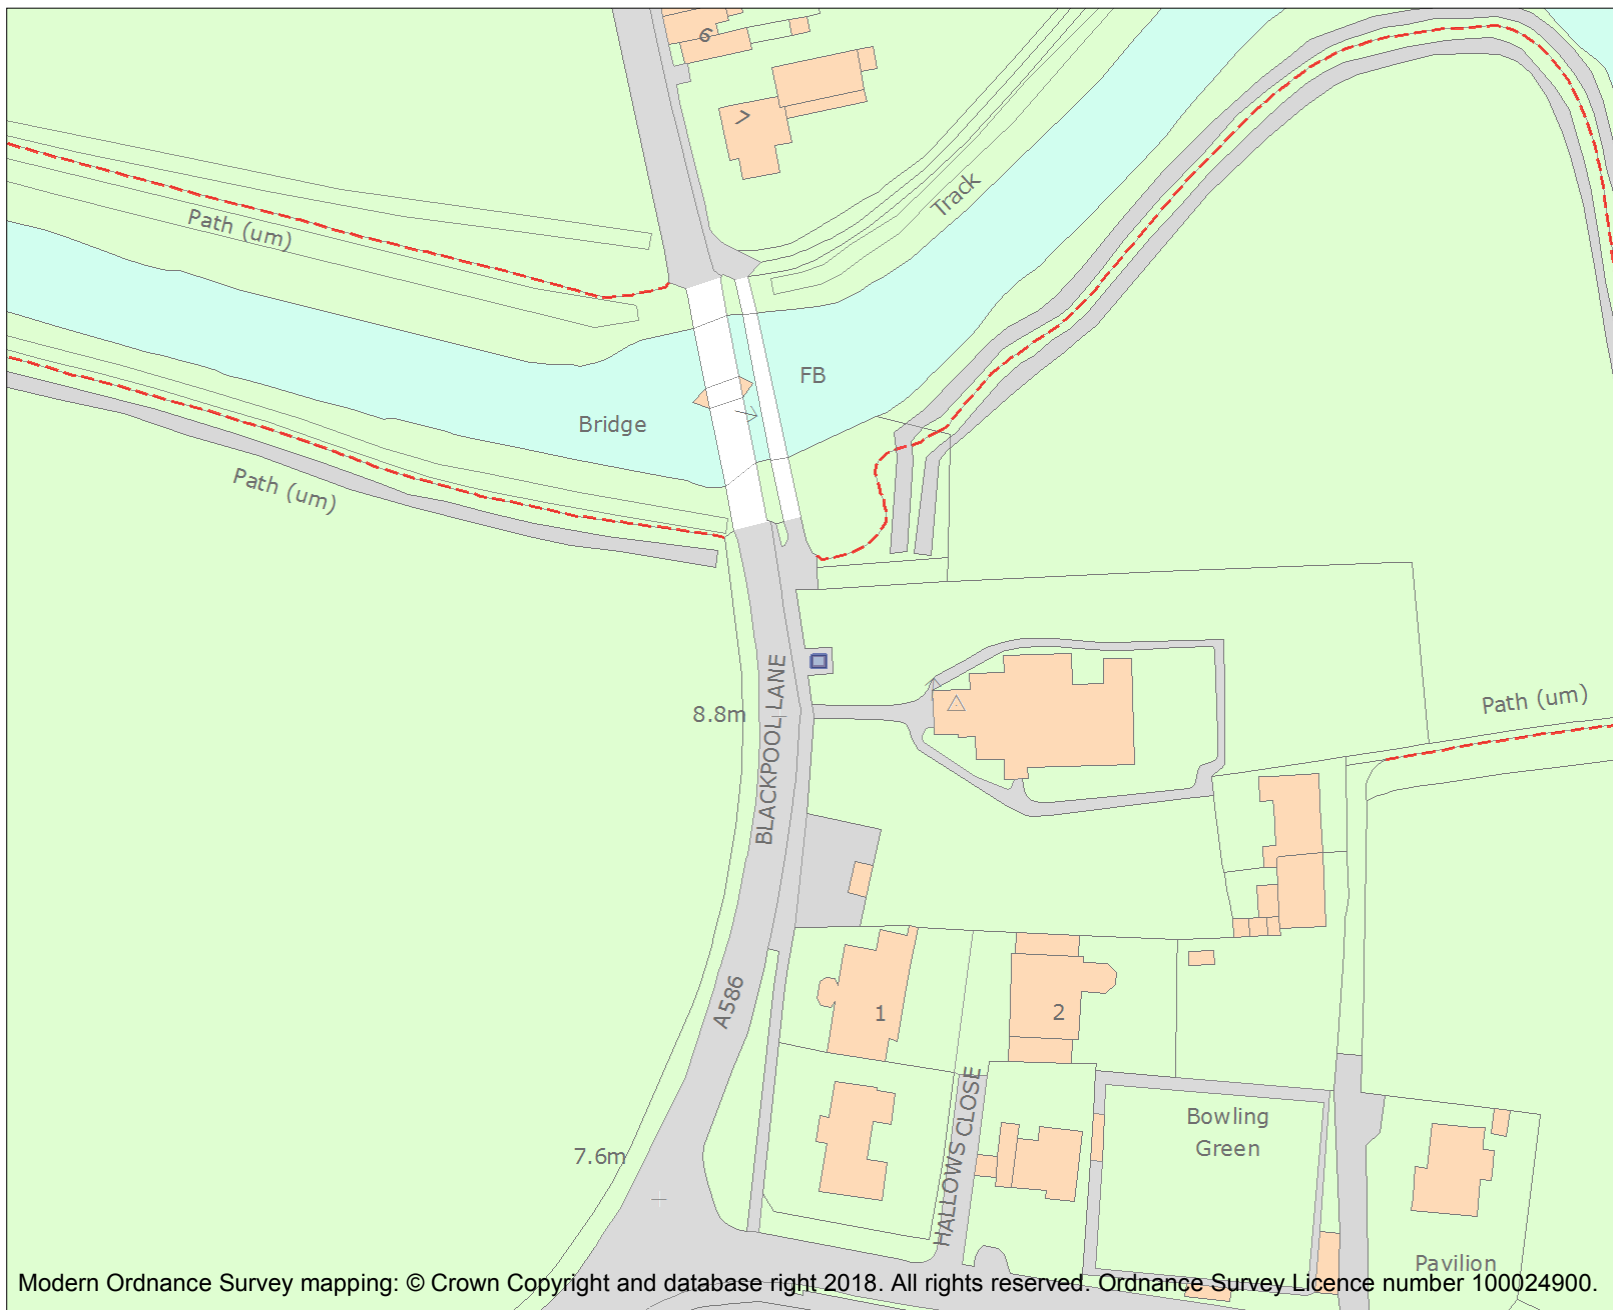 6
7
Track
Path (um)
FB
Bridge
Path (um)
BLACKPOOL LANE
8.8m
Path (um)
A586
1
2
HALLOWS CLOSE
Bowling
Green
7.6m
Pavilion
Modern Ordnance Survey mapping: © Crown Copyright and database right 2018. All rights reserved. Ordnance Survey Licence number 100024900.